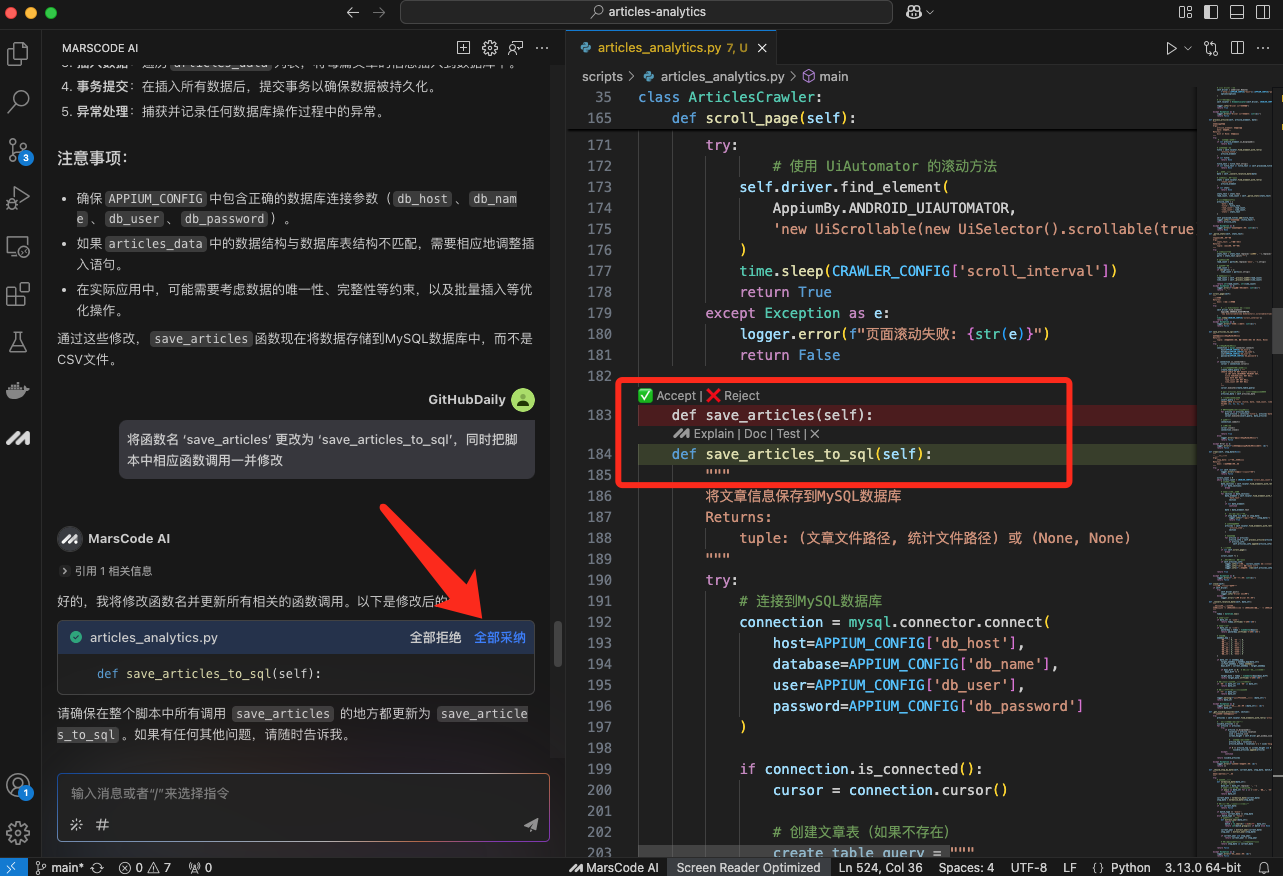 articles-analytics
MARSCODE AI
articles_analytics.py 7, U
scripts > articles_analytics.py > main
4. 事务提交：在插入所有数据后，提交事务以确保数据被持久化。
5. 异常处理：捕获并记录任何数据库操作过程中的异常。
注意事项：
• 确保 APPIUM_CONFIG 中包含正确的数据库连接参数（ db_host 、 db_nam
e 、 db_user 、 db_password ）。
• 如果 articles_data 中的数据结构与数据库表结构不匹配，需要相应地调整插
入语句。
• 在实际应用中，可能需要考虑数据的唯一性、完整性等约束，以及批量插入等优
化操作。
通过这些修改， save_articles 函数现在将数据存储到MySQL数据库中，而不是
CSV文件。
GitHubDaily
将函数名 ‘save_articles’ 更改为 ‘save_articles_to_sql’，同时把脚
本中相应函数调用一并修改
MarsCode AI
引用 1 相关信息
好的，我将修改函数名并更新所有相关的函数调用。以下是修改后的
articles_analytics.py 全部拒绝 全部采纳
def save_articles_to_sql(self):
请确保在整个脚本中所有调用 save_articles 的地方都更新为 save_article
s_to_sql 。如果有任何其他问题，请随时告诉我。
输入消息或者“/”来选择指令
3
1
35 class ArticlesCrawler:
165 def scroll_page(self):
171 try:
172 # 使用 UiAutomator 的滚动方法
173 self.driver.find_element(
174 AppiumBy.ANDROID_UIAUTOMATOR,
175 'new UiScrollable(new UiSelector().scrollable(true
176 )
177 time.sleep(CRAWLER_CONFIG['scroll_interval'])
178 return True
179 except Exception as e:
180 logger.error(f"页面滚动失败: {str(e)}")
181 return False
182
Accept | Reject
183 def save_articles(self):
Explain | Doc | Test | X
184 def save_articles_to_sql(self):
185 """
186 将文章信息保存到MySQL数据库
187 Returns:
188 tuple: (文章文件路径, 统计文件路径) 或 (None, None)
189 """
190 try:
191 # 连接到MySQL数据库
192 connection = mysql.connector.connect(
193 host=APPIUM_CONFIG['db_host'],
194 database=APPIUM_CONFIG['db_name'],
195 user=APPIUM_CONFIG['db_user'],
196 password=APPIUM_CONFIG['db_password']
197 )
198
199 if connection.is_connected():
200 cursor = connection.cursor()
201
202 # 创建文章表（如果不存在）
203 create_table_query = """
main* 0 7 0 MarsCode AI Screen Reader Optimized Ln 524, Col 36 Spaces: 4 UTF-8 LF { } Python 3.13.0 64-bit